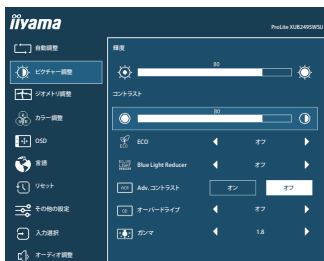 iiyama
ProLite XUB2495WSU
自動調整
ピクチャー調整
ジオメトリ調整
カラー調整
OSD
言語
リセット
その他の設定
入力選択
オーディオ調整
輝度
80
コントラスト
80
ECO
ECO
オフ
Blue Light Reducer
オフ
ACR
Adv. コントラスト
オン
オフ
OD
オーバードライブ
オフ
ガンマ
1.8